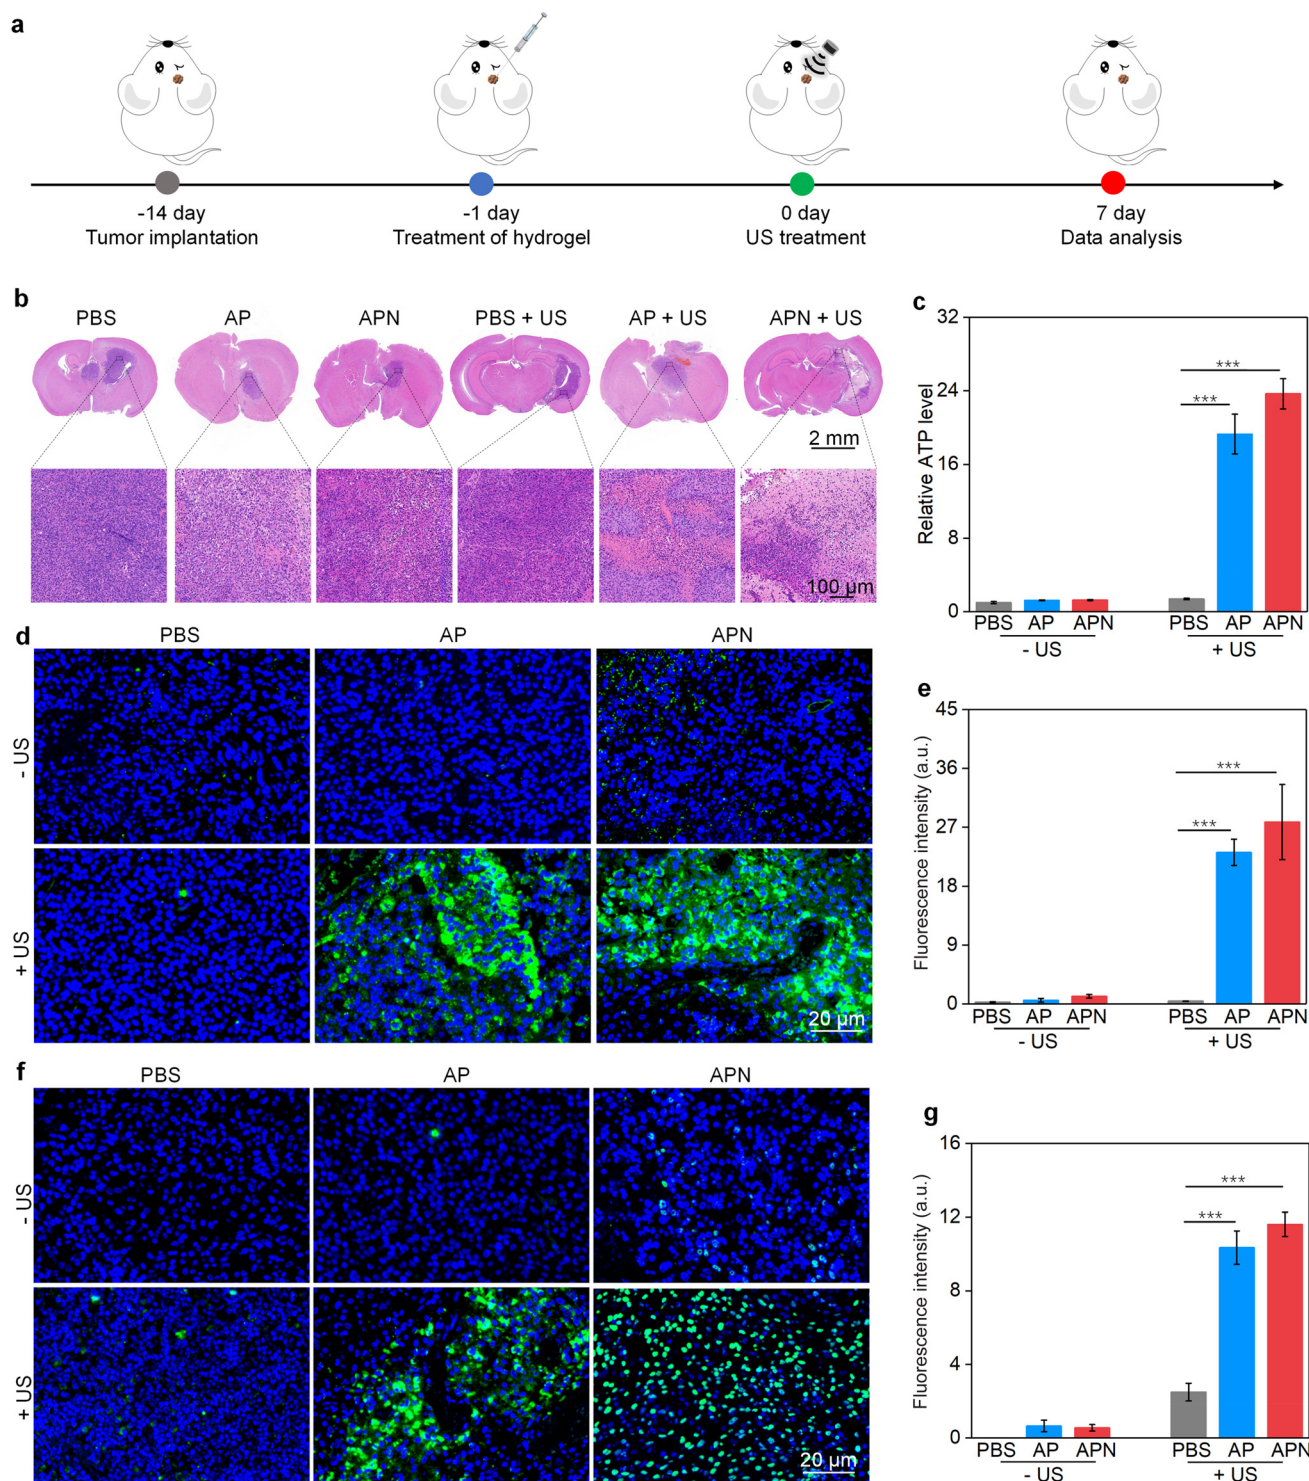 a
-14 day
Tumor implantation
-1 day
Treatment of hydrogel
0 day
US treatment
7 day
Data analysis
b
PBS
AP
APN
PBS + US
AP + US
APN + US
2 mm
100 µm
c
Relative ATP level
32
24
16
8
0
***
***
PBS AP APN
PBS AP APN
- US
+ US
d
PBS
AP
APN
- US
+ US
20 µm
e
Fluorescence intensity (a.u.)
45
36
27
18
9
0
***
***
PBS AP APN
PBS AP APN
- US
+ US
f
PBS
AP
APN
- US
+ US
20 µm
g
Fluorescence intensity (a.u.)
16
12
8
4
0
***
***
PBS AP APN
PBS AP APN
- US
+ US